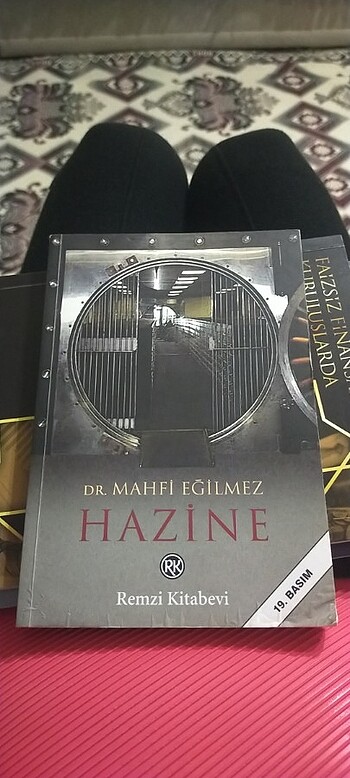 FAİZSİZ FİNANS
KURULUŞLARDA
DR. MAHFİ EĞİLMEZ
HAZİNE
RK
Remzi Kitabevi
19. BASIM